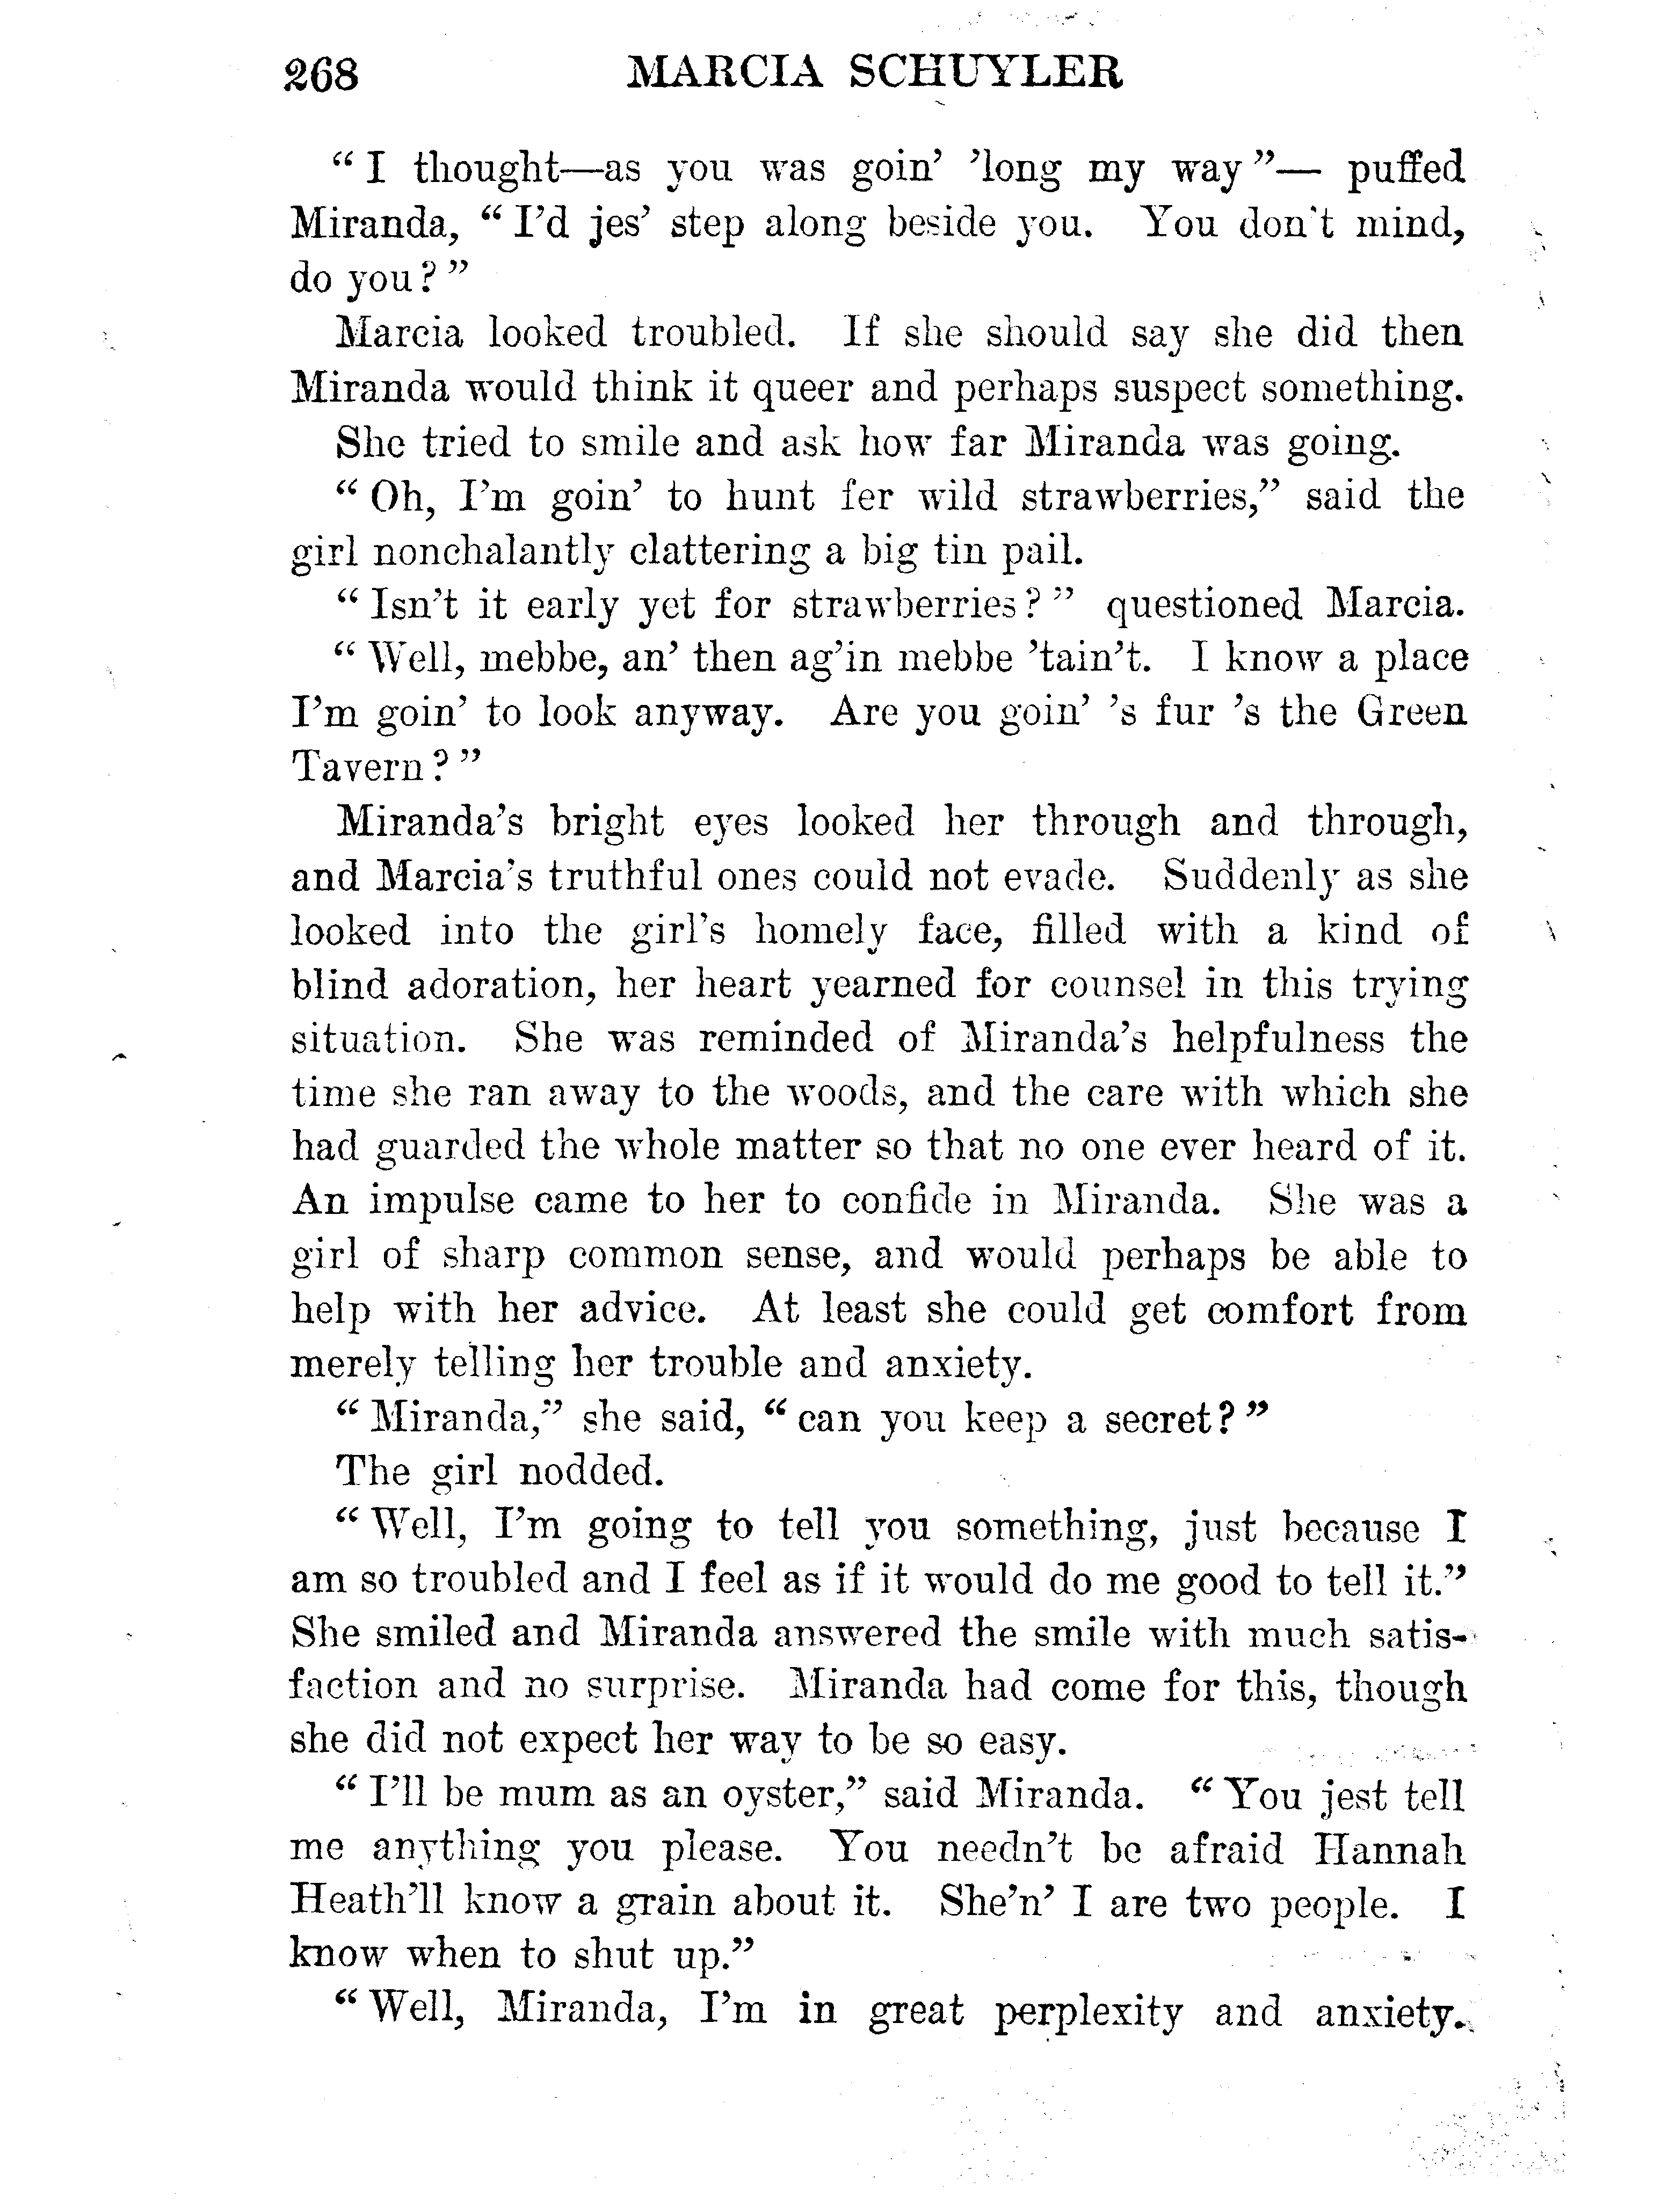 268 MARCIA SCHUYLER
“I thought—as you was goin’ ’long my way”— puffed
Miranda, “I’d jes’ step along beside you. You don't mind,
do you?”
Marcia looked troubled. If she should say she did then
Miranda would think it queer and perhaps suspect something.
She tried to smile and ask how far Miranda was going.
“Oh, I’m goin’ to hunt fer wild strawberries,” said the
girl nonchalantly clattering a big tin pail.
“Isn’t it early yet for strawberries?” questioned Marcia.
“Well, mebbe, an’ then ag’in mebbe ’tain’t. I know a place
I’m goin’ to look anyway. Are you goin’ ’s fur ’s the Green
Tavern?”
Miranda’s bright eyes looked her through and through,
and Marcia’s truthful ones could not evade. Suddenly as she
looked into the girl’s homely face, filled with a kind of
blind adoration, her heart yearned for counsel in this trying
situation. She was reminded of Miranda’s helpfulness the
time she ran away to the woods, and the care with which she
had guarded the whole matter so that no one ever heard of it.
An impulse came to her to confide in Miranda. She was a
girl of sharp common sense, and would perhaps be able to
help with her advice. At least she could get comfort from
merely telling her trouble and anxiety.
“Miranda,” she said, “can you keep a secret?”
The girl nodded.
“Well, I’m going to tell you something, just because I
am so troubled and I feel as if it would do me good to tell it.”
She smiled and Miranda answered the smile with much satis-
faction and no surprise. Miranda had come for this, though
she did not expect her way to be so easy.
“I’ll be mum as an oyster,” said Miranda. “You jest tell
me anything you please. You needn’t be afraid Hannah
Heath’ll know a grain about it. She’n’ I are two people. I
know when to shut up.”
“Well, Miranda, I’m in great perplexity and anxiety.